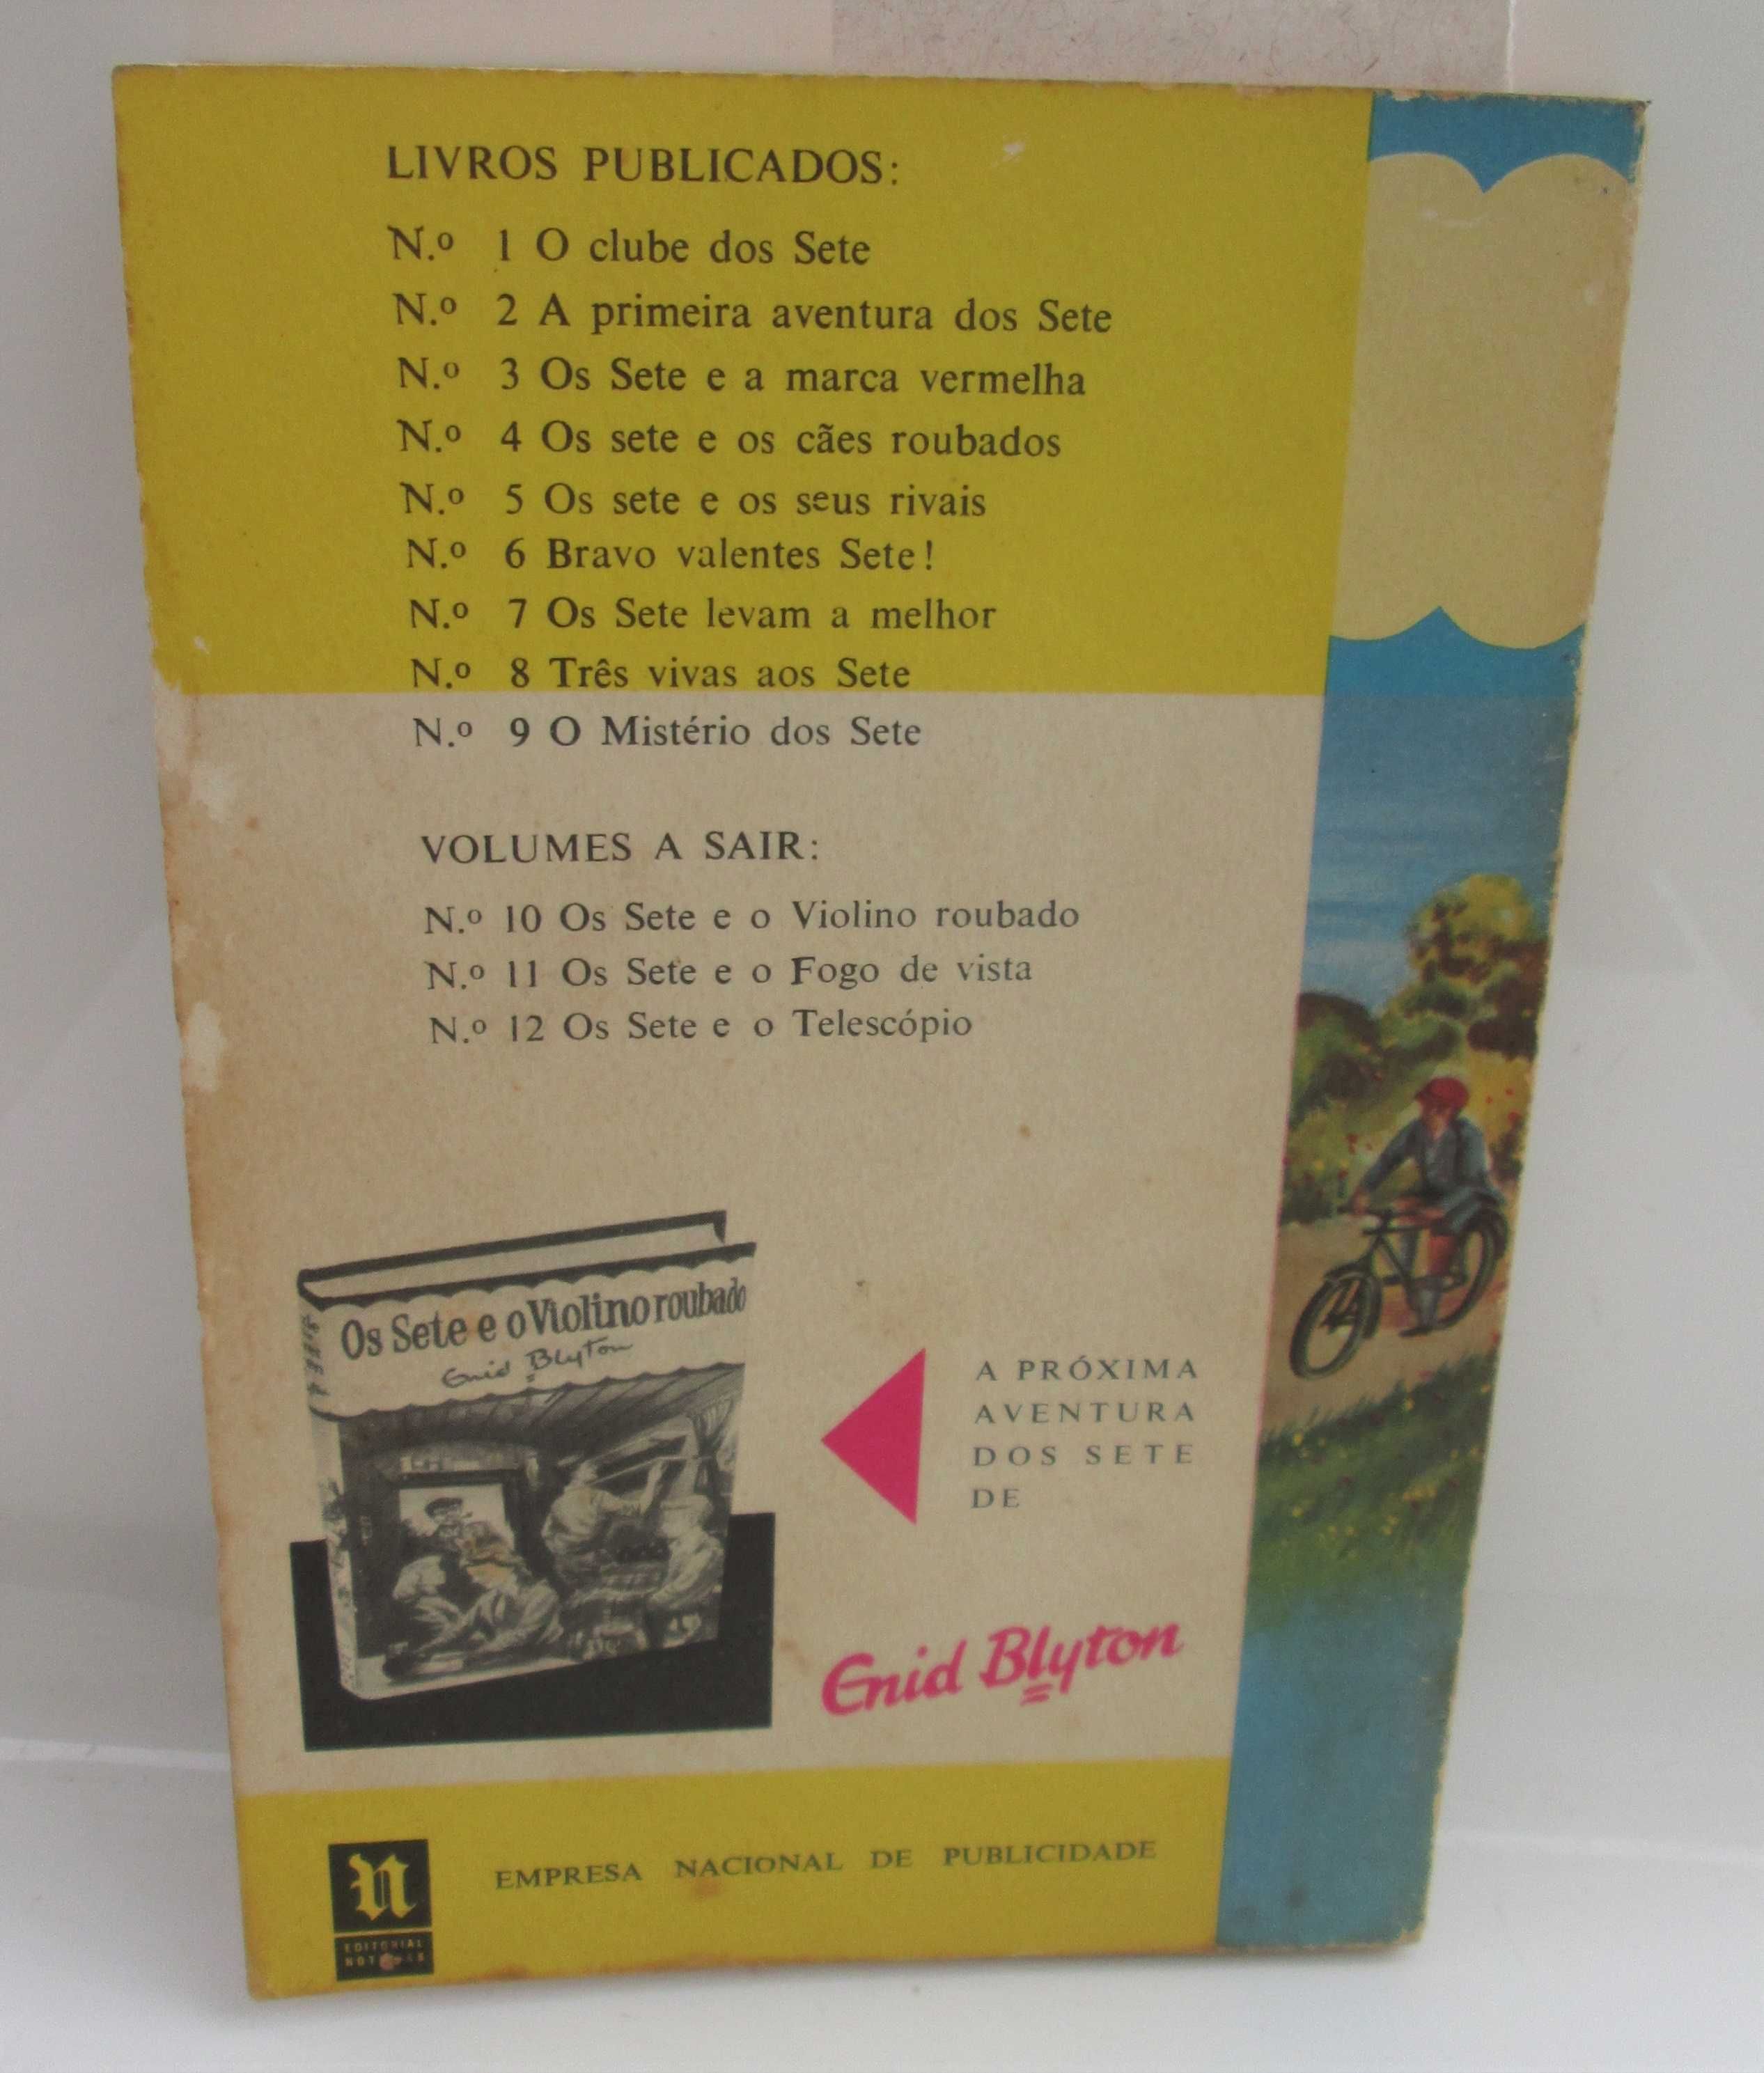 LIVROS PUBLICADOS:
N.º 1 O clube dos Sete
N.º 2 A primeira aventura dos Sete
N.º 3 Os Sete e a marca vermelha
N.º 4 Os sete e os cães roubados
N.º 5 Os sete e os seus rivais
N.º 6 Bravo valentes Sete!
N.º 7 Os Sete levam a melhor
N.º 8 Três vivas aos Sete
N.º 9 O Mistério dos Sete
VOLUMES A SAIR:
N.º 10 Os Sete e o Violino roubado
N.º 11 Os Sete e o Fogo de vista
N.º 12 Os Sete e o Telescópio
Os Sete e o Violino roubado
Enid Blyton
A PRÓXIMA
AVENTURA
DOS SETE
DE
Enid Blyton
N
EMPRESA NACIONAL DE PUBLICIDADE
EDITORIAL